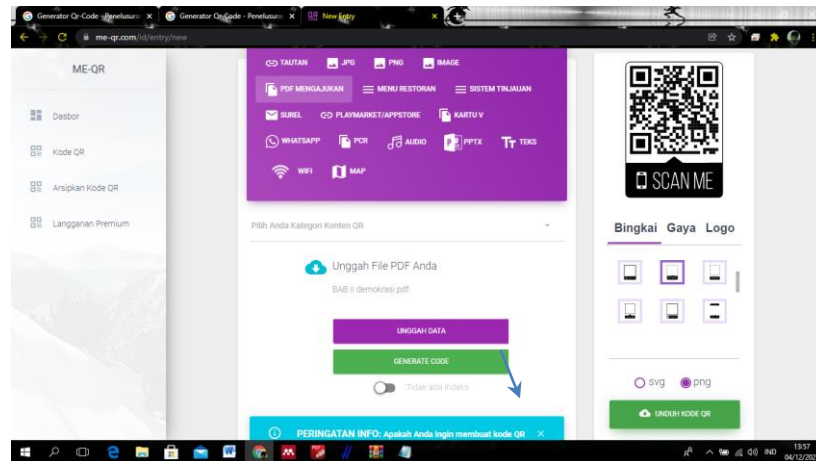 Generator Qr-Code - Penelusura
Generator Qr-Code - Penelusura
New Entry
me-qr.com/id/entry/new
ME-QR
Dasbor
Kode QR
Arsipkan Kode QR
Langganan Premium
TAUTAN JPG PNG IMAGE
PDF MENGAJUKAN MENU RESTORAN SISTEM TINJAUAN
SUREL PLAYMARKET/APPSTORE KARTU V
WHATSAPP PCR AUDIO PPTX TEKS
WIFI MAP
Pilih Anda Kategori Konten QR
Unggah File PDF Anda
BAB II demokrasi.pdf
UNGGAH DATA
GENERATE CODE
Tidak ada indeks
PERINGATAN INFO: Apakah Anda ingin membuat kode QR
SCAN ME
Bingkai Gaya Logo
svg png
UNDUH KODE QR
IND
13:57
04/12/202